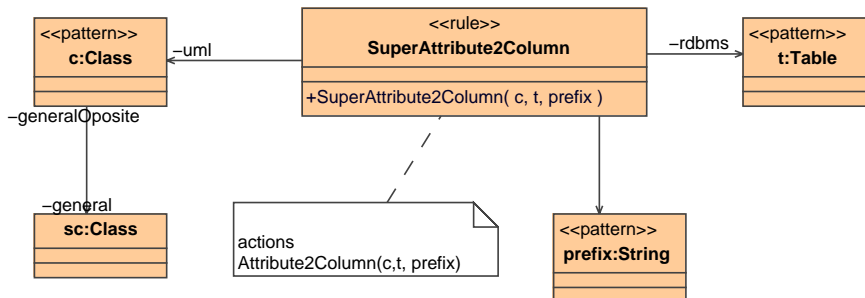 <<pattern>>
c:Class
−uml
<<rule>>
SuperAttribute2Column
+SuperAttribute2Column( c, t, prefix )
−rdbms
<<pattern>>
t:Table
−generalOposite
−general
sc:Class
actions
Attribute2Column(c,t, prefix)
<<pattern>>
prefix:String